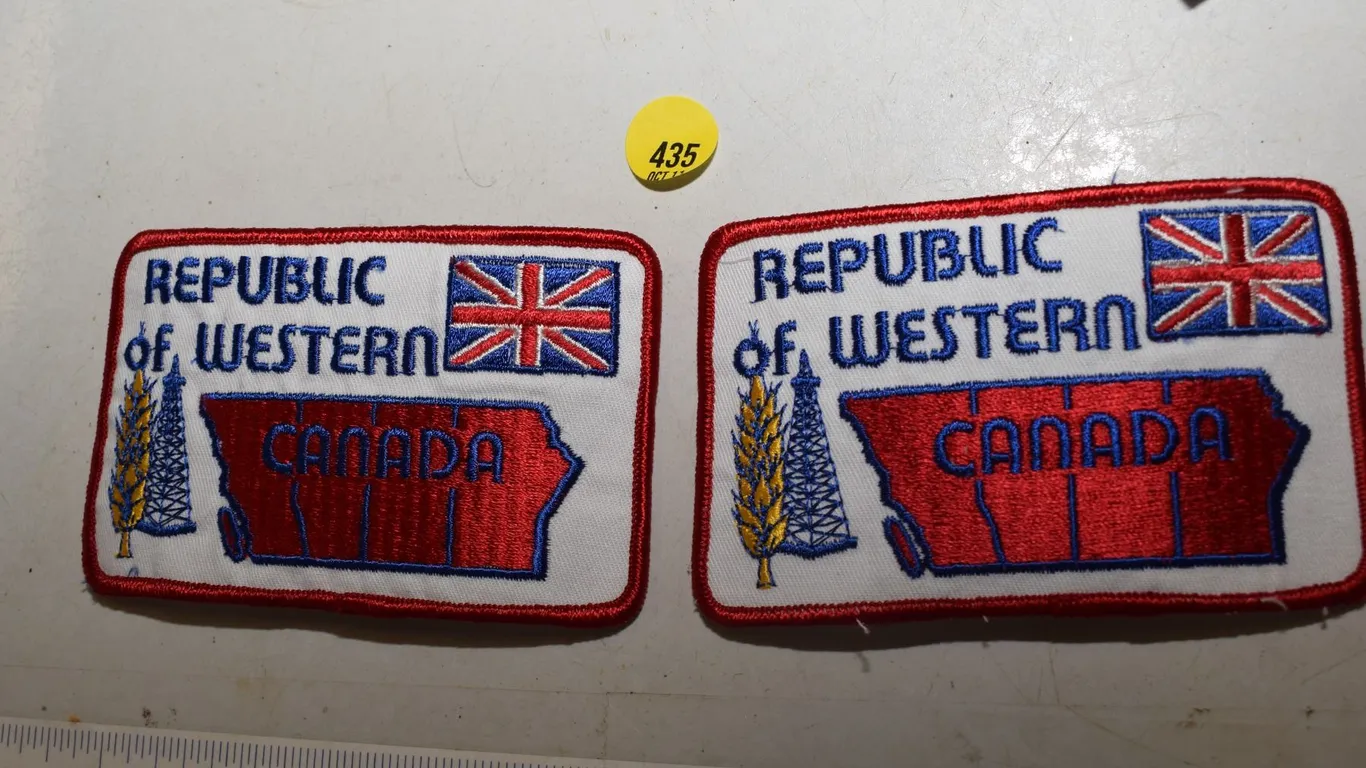 435
REPUBLIC
of WESTERN
CANADA
REPUBLIC
of WESTERN
CANADA